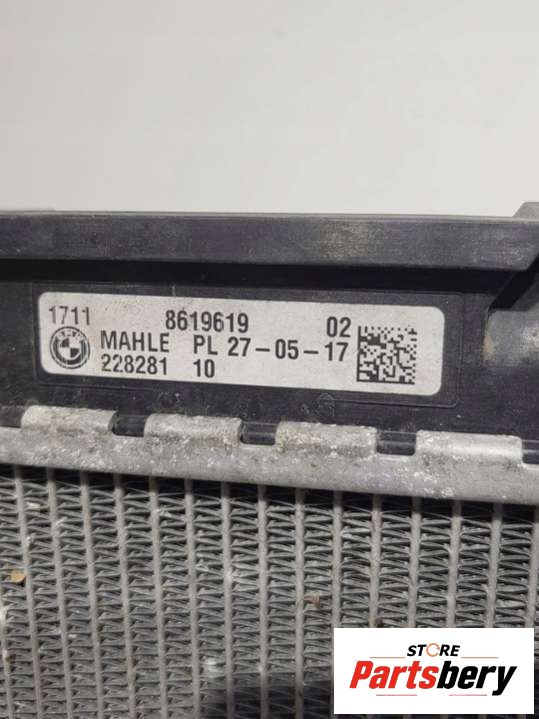 1711 8619619 02
MAHLE PL 27-05-17
228281 10
STORE
Partsbery